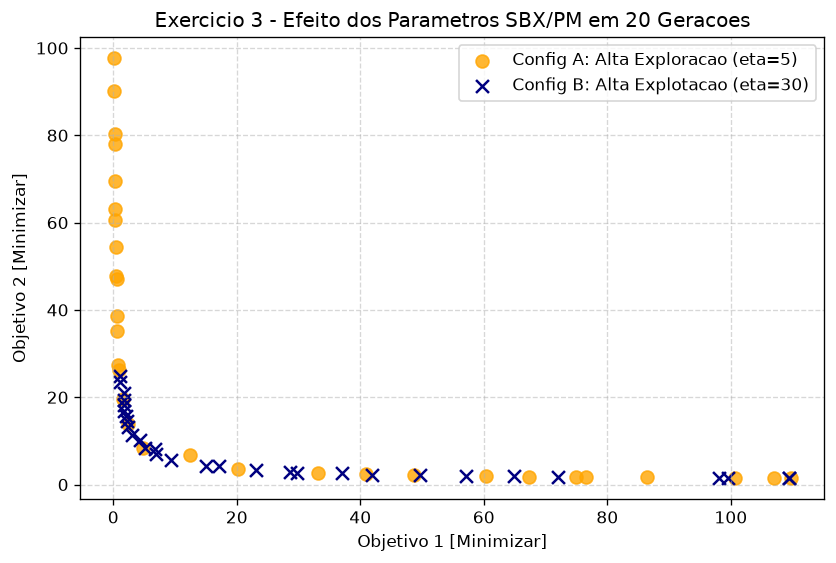 Exercicio 3 - Efeito dos Parametros SBX/PM em 20 Geracoes
Config A: Alta Exploracao (eta=5)
Config B: Alta Explotacao (eta=30)
Objetivo 2 [Minimizar]
100
80
60
40
20
0
0 20 40 60 80 100
Objetivo 1 [Minimizar]